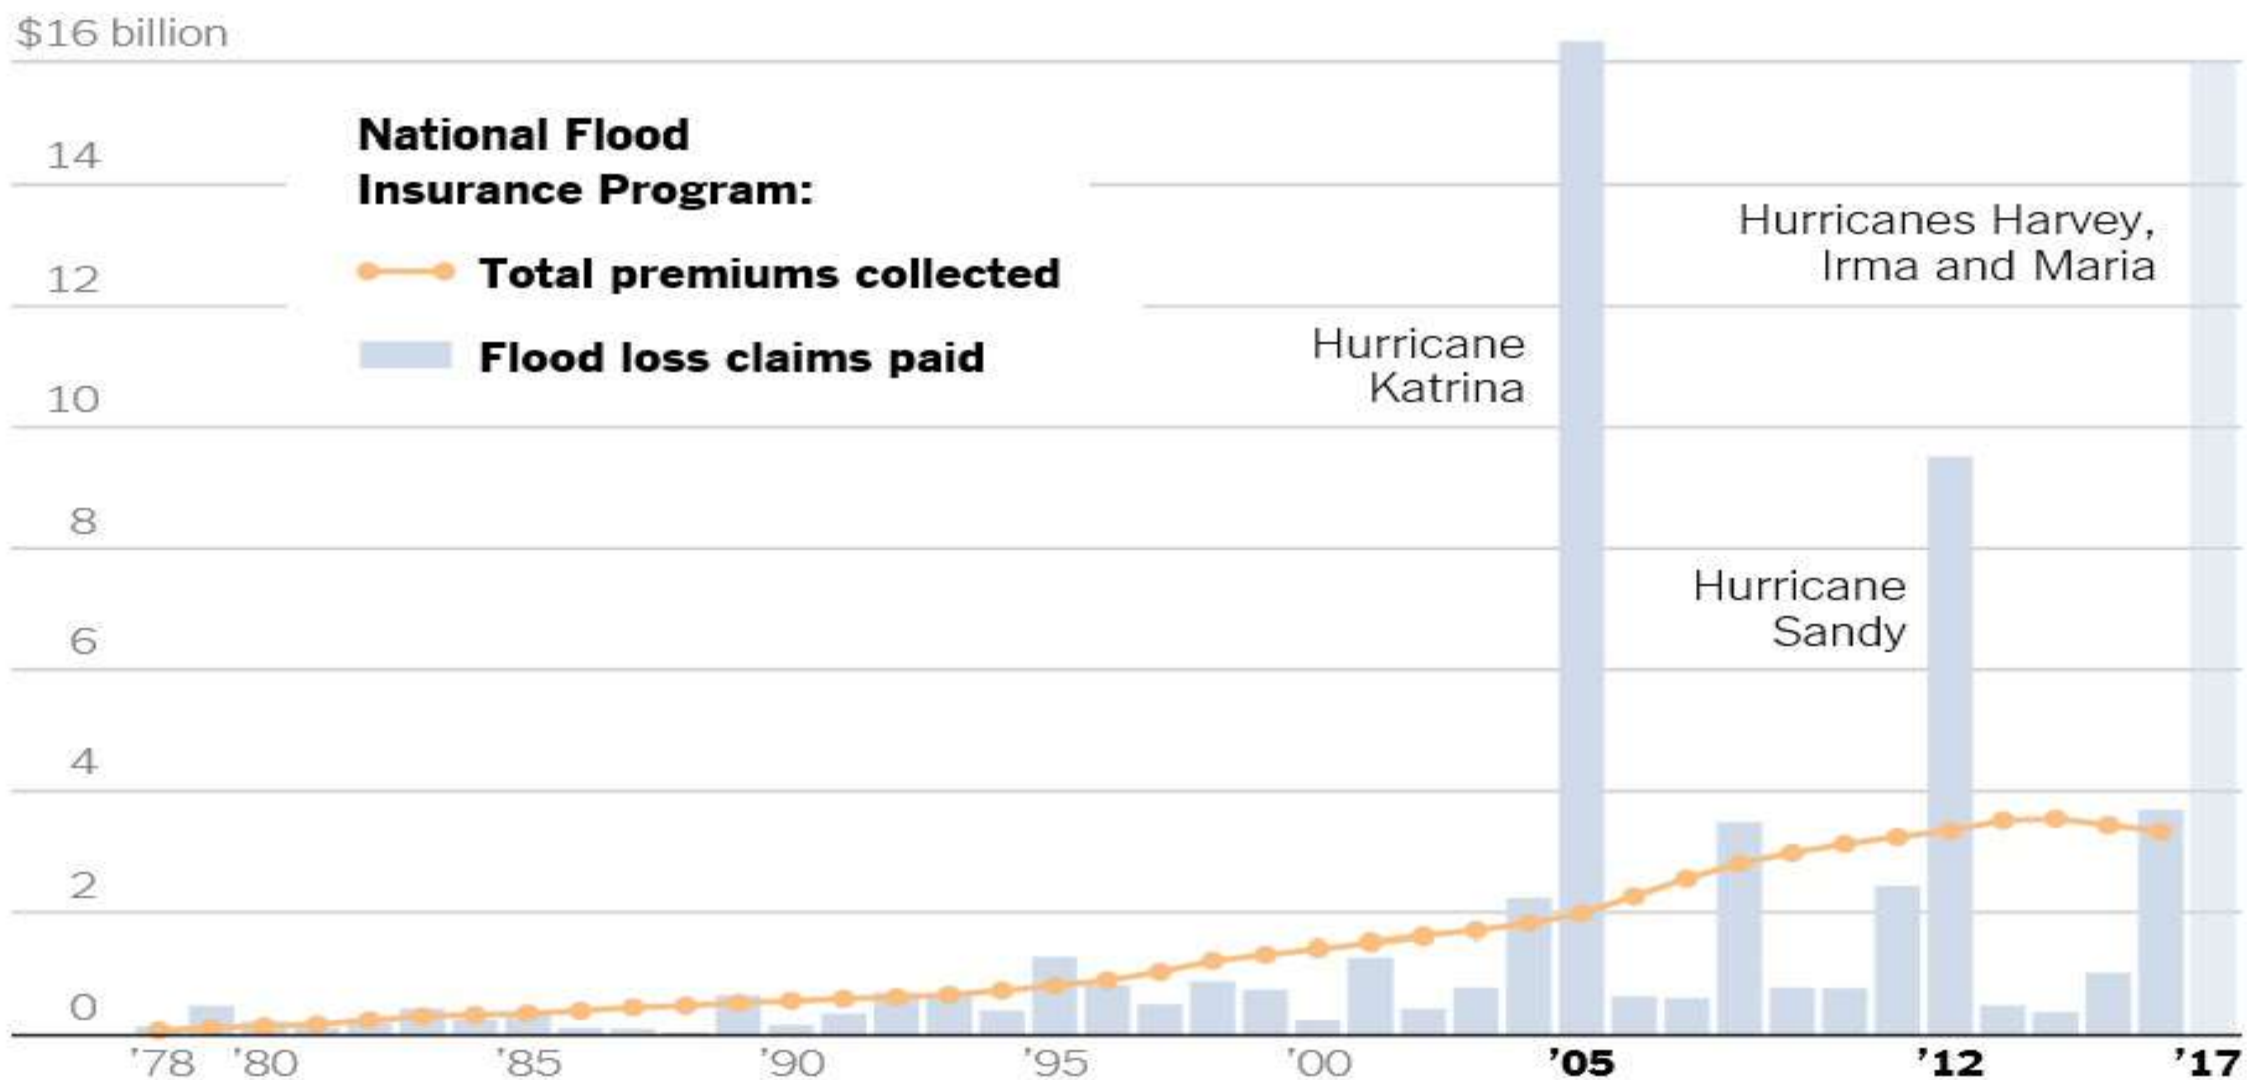 $16 billion
National Flood
Insurance Program:
14
Total premiums collected
12
Flood loss claims paid
10
8
6
4
2
0
Hurricane
Katrina
Hurricanes Harvey,
Irma and Maria
Hurricane
Sandy
'78 '80 '85 '90 '95 '00 '05 '12 '17